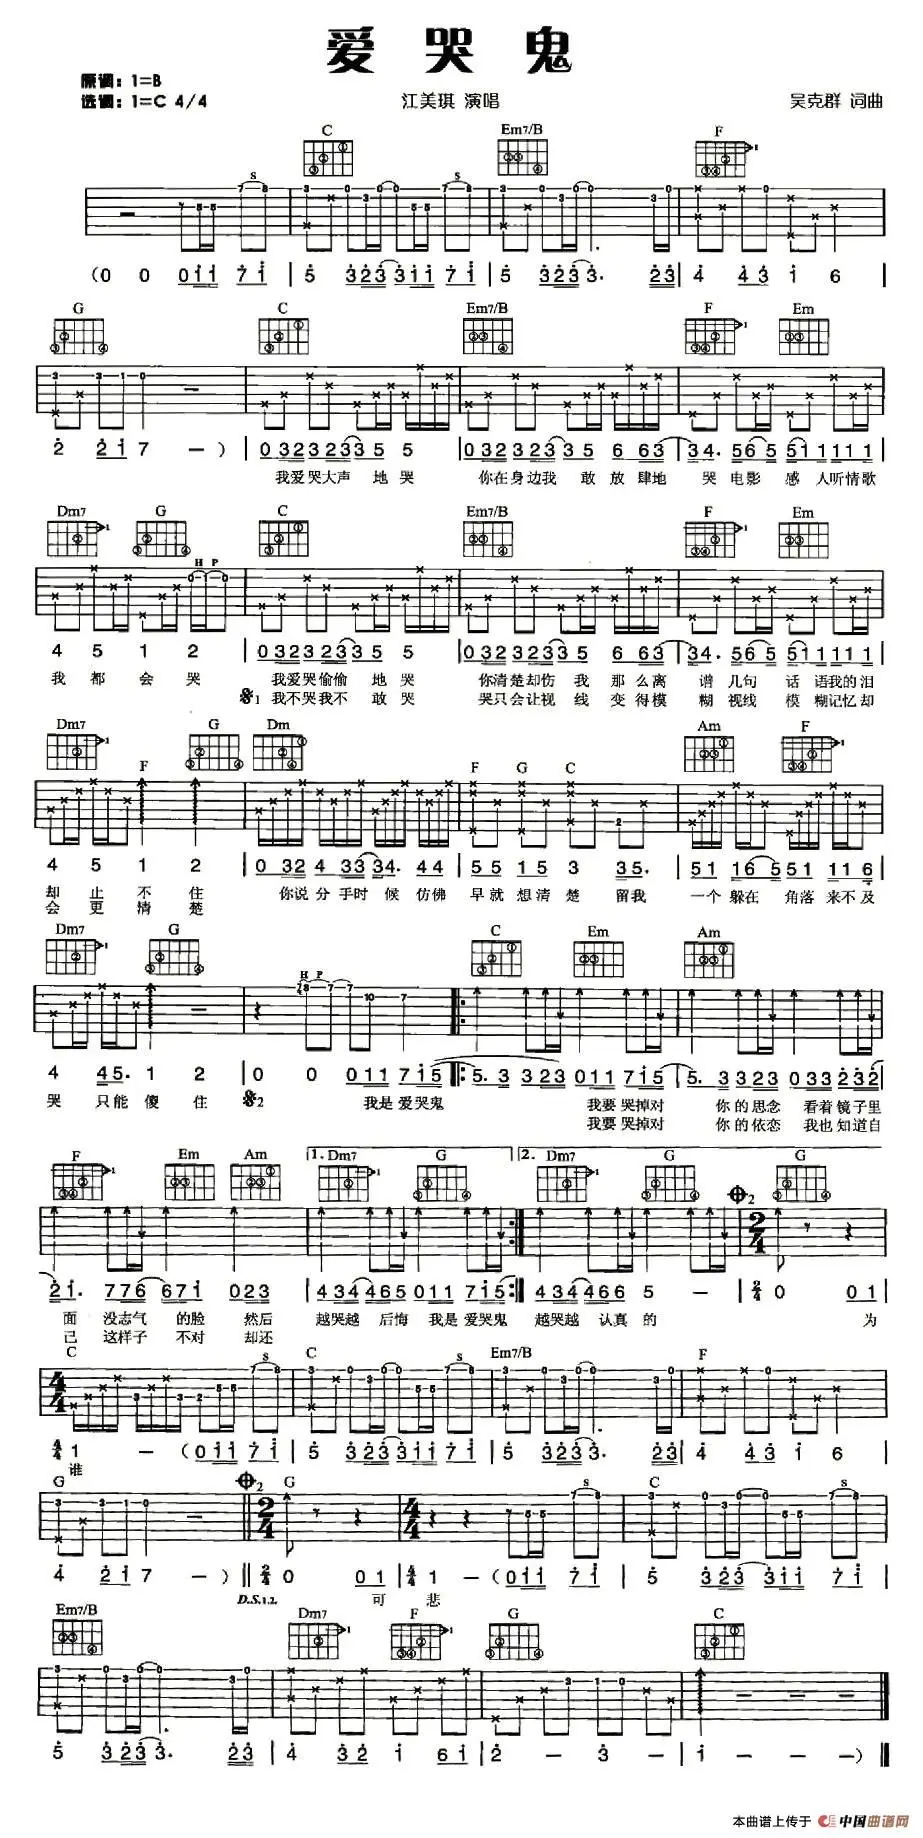 爱哭鬼
原调：1=B
选调：1=C 4/4
江美琪 演唱
吴克群 词曲
C Em7/B F
(0 0 0 1 1 7 1 | 5 3 2 3 3 1 1 7 1 | 5 3 2 3 3. 2 3 | 4 4 3 1 6
G C Em7/B F Em
2 2 1 7 - ) | 0 3 2 3 2 3 3 5 5 | 0 3 2 3 2 3 3 5 6 6 3 | 3 4. 5 6 5 5 1 1 1 1 1
我爱哭大声 地 哭 你在身边我 敢 放 肆地 哭 电影 感 人听情歌
Dm7 G C Em7/B F Em
H P
4 5 1 2 | 0 3 2 3 2 3 3 5 5 | 0 3 2 3 2 3 3 5 6 6 3 | 3 4. 5 6 5 5 1 1 1 1 1
我 都 会 哭 我爱哭偷偷 地 哭 你清楚却伤 我 那 么离 谱 几句 话 语我的泪
1 我不哭我不 敢 哭 哭只会让视 线 变 得模 糊 视线 模 糊记忆却
Dm7 F G Dm F G C Am F
4 5 1 2 | 0 3 2 4 3 3 3 4. 4 4 | 5 5 1 5 3 3 5. | 5 1 1 6 5 5 1 1 1 6
却 止 不 住 你说分 手时 候 仿佛 早就 想清 楚 留我 一个 躲在 角落 来不及
会 更 清 楚
Dm7 G C Em Am
H P
4 4 5. 1 2 | 0 0 0 1 1 7 1 5 | 5. 3 3 2 3 0 1 1 7 1 5 | 5. 3 3 2 3 0 3 3 2 3 2
哭 只能 傻 住 2 我是 爱哭鬼 我要 哭掉对 你的 思念 看着 镜子里
我要 哭掉对 你的 依恋 我也 知道自
F Em Am 1. Dm7 G 2. Dm7 G 2 G
2 1. 7 7 6 6 7 1 0 2 3 | 4 3 4 4 6 5 0 1 1 7 1 5 | 4 3 4 4 6 6 5 - | 2/4 0 0 1
面 没志气 的脸 然后 越哭越 后悔 我是 爱哭鬼 越哭越 认真 的 为
己 这样子 不对 却还
C C Em7/B F
4/4 1 - (0 1 1 7 1 | 5 3 2 3 3 1 1 7 1 | 5 3 2 3 3. 2 3 | 4 4 3 1 6
谁
G 2 G C
4 2 1 7 - ) | 2/4 0 0 1 | 4/4 1 - (0 1 1 7 1 | 5 3 2 3 3 1 1 7 1
D.S.1.2. 可 悲
Em7/B Dm7 F G C
5 3 2 3 3. 2 3 | 4 3 2 1 6 1 | 2 - 3 - | 1 - - - )
本曲谱上传于 中国曲谱网